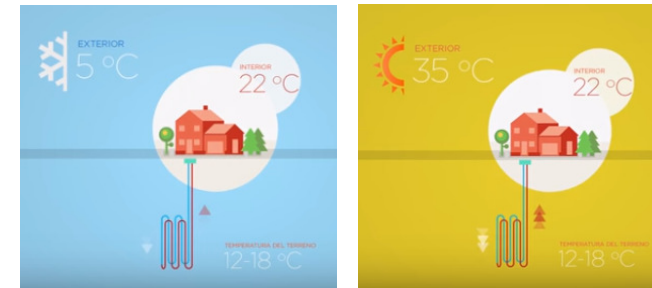 EXTERIOR
5 °C
INTERIOR
22 °C
TEMPERATURA DEL TERRENO
12-18 °C
EXTERIOR
35 °C
INTERIOR
22 °C
TEMPERATURA DEL TERRENO
12-18 °C